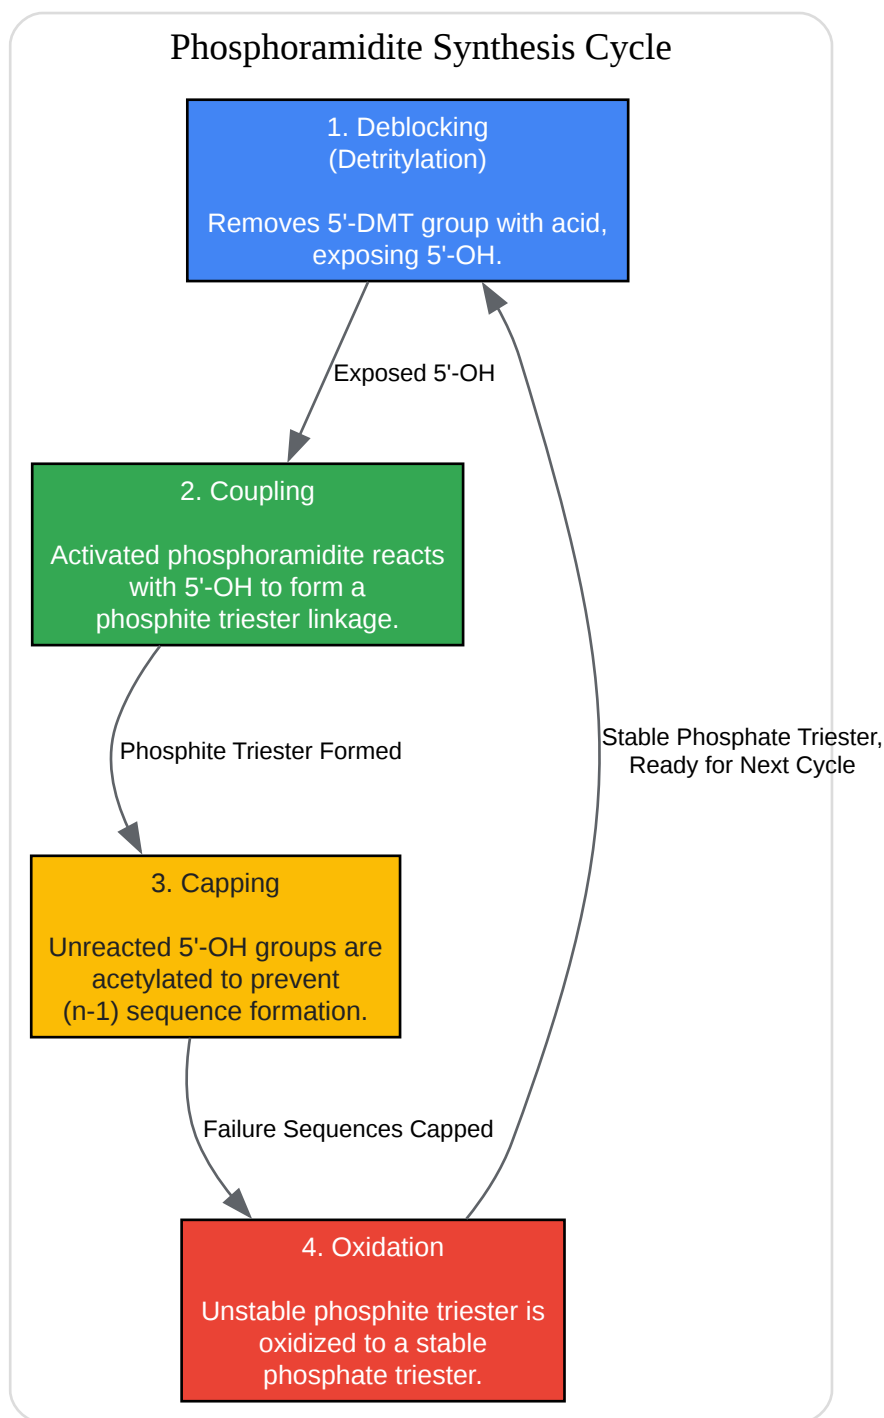 Phosphoramidite Synthesis Cycle
1. Deblocking
(Detritylation)
Removes 5'-DMT group with acid,
exposing 5'-OH.
Exposed 5'-OH
2. Coupling
Activated phosphoramidite reacts
with 5'-OH to form a
phosphite triester linkage.
Phosphite Triester Formed
Stable Phosphate Triester,
Ready for Next Cycle
3. Capping
Unreacted 5'-OH groups are
acetylated to prevent
(n-1) sequence formation.
Failure Sequences Capped
4. Oxidation
Unstable phosphite triester is
oxidized to a stable
phosphate triester.